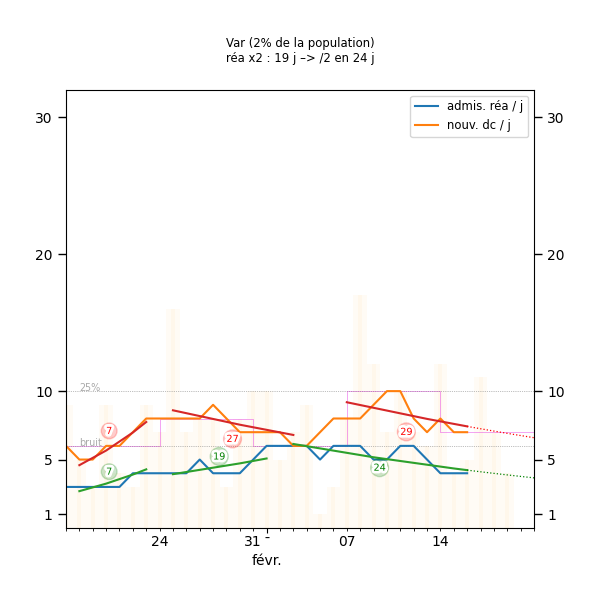 Var (2% de la population)
réa x2 : 19 j –> /2 en 24 j
admis. réa / j
nouv. dc / j
30 30
20 20
25%
10 10
7 27 29
bruit
19
7 24
5 5
1 1
24 31 07 14
févr.